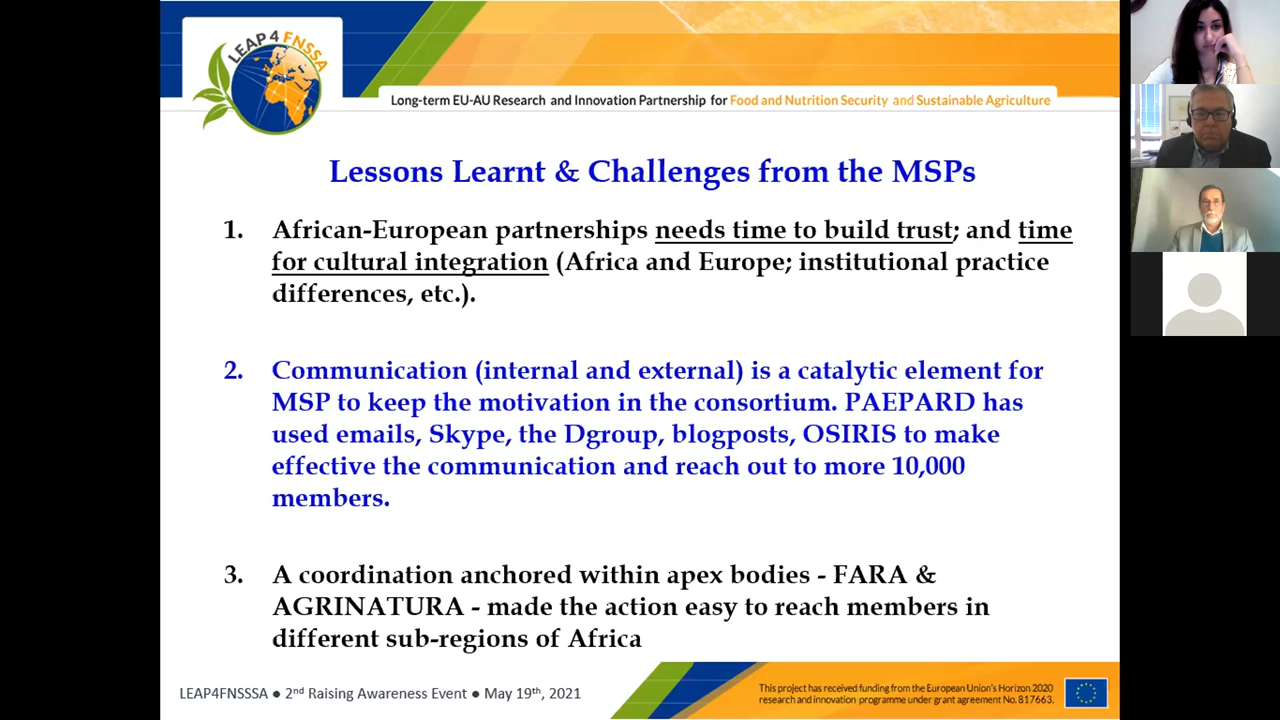 LEAP4FNSSA
Long-term EU-AU Research and Innovation Partnership for Food and Nutrition Security and Sustainable Agriculture
Lessons Learnt & Challenges from the MSPs
1. African-European partnerships needs time to build trust; and time
for cultural integration (Africa and Europe; institutional practice
differences, etc.).
2. Communication (internal and external) is a catalytic element for
MSP to keep the motivation in the consortium. PAEPARD has
used emails, Skype, the Dgroup, blogposts, OSIRIS to make
effective the communication and reach out to more 10,000
members.
3. A coordination anchored within apex bodies - FARA &
AGRINATURA - made the action easy to reach members in
different sub-regions of Africa
LEAP4FNSSSA ● 2nd Raising Awareness Event ● May 19th, 2021
This project has received funding from the European Union's Horizon 2020
research and innovation programme under grant agreement No. 817663.